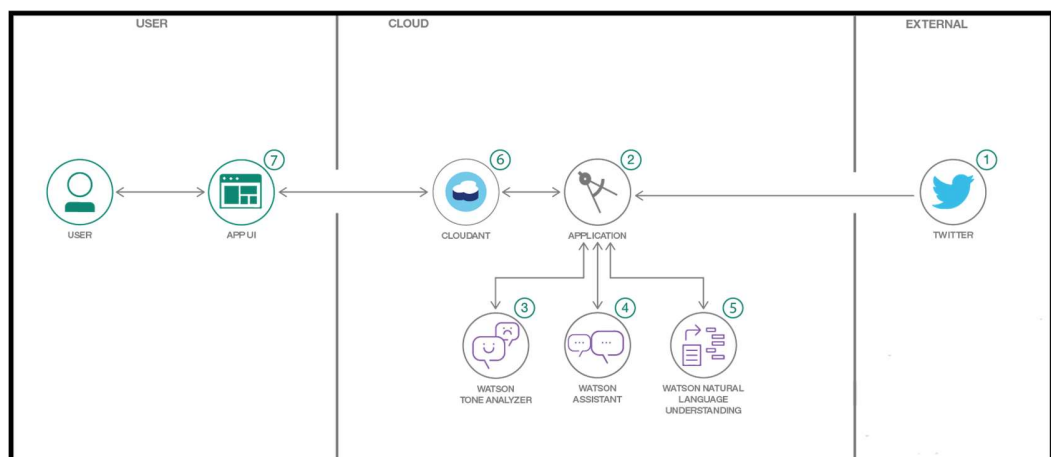 USER
CLOUD
EXTERNAL
7
6
2
1
USER
APP UI
CLOUDANT
APPLICATION
TWITTER
3
4
5
WATSON
TONE ANALYZER
WATSON
ASSISTANT
WATSON NATURAL
LANGUAGE
UNDERSTANDING